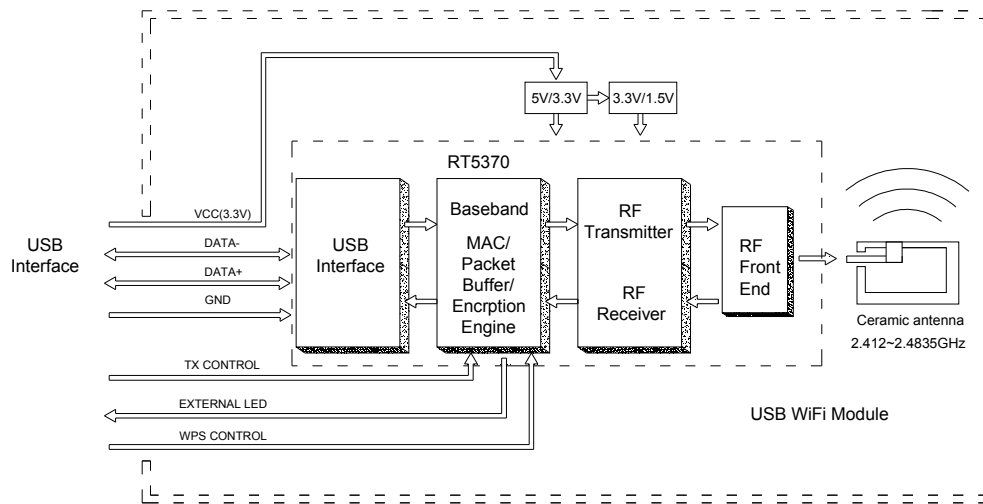 5V/3.3V
3.3V/1.5V
RT5370
VCC(3.3V)
DATA-
DATA+
GND
USB
Interface
USB
Interface
Baseband
MAC/
Packet
Buffer/
Encrption
Engine
RF
Transmitter
RF
Receiver
RF
Front
End
Ceramic antenna
2.412~2.4835GHz
TX CONTROL
EXTERNAL LED
WPS CONTROL
USB WiFi Module